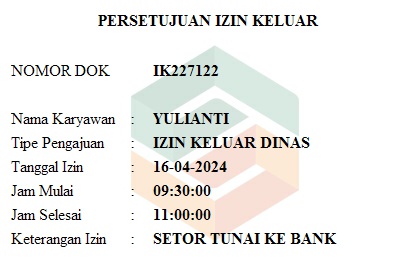 PERSETUJUAN IZIN KELUAR
NOMOR DOK IK227122
Nama Karyawan : YULIANTI
Tipe Pengajuan : IZIN KELUAR DINAS
Tanggal Izin : 16-04-2024
Jam Mulai : 09:30:00
Jam Selesai : 11:00:00
Keterangan Izin : SETOR TUNAI KE BANK